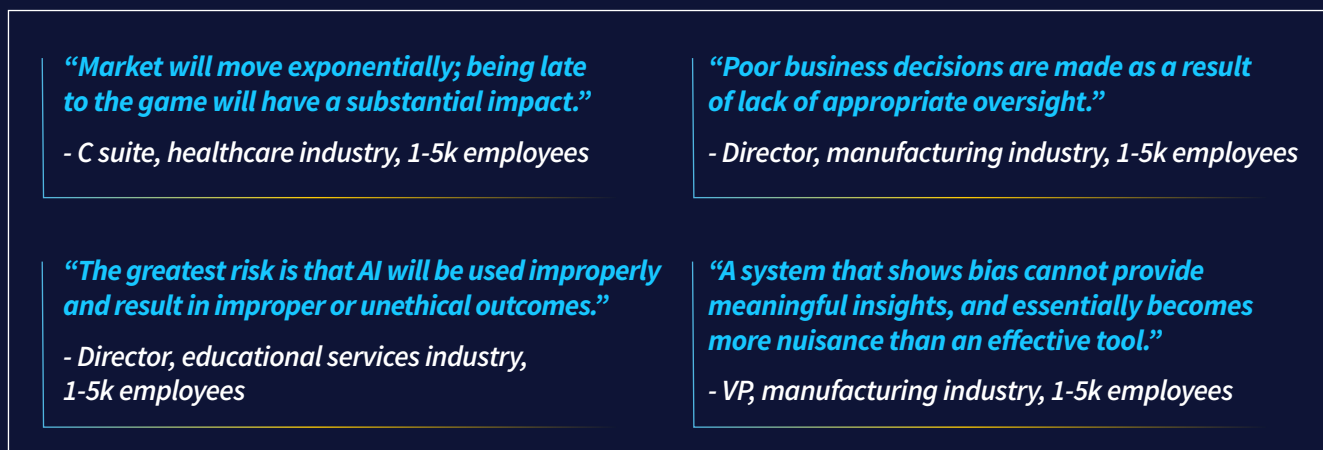 “Market will move exponentially; being late
to the game will have a substantial impact.”
- C suite, healthcare industry, 1-5k employees
“Poor business decisions are made as a result
of lack of appropriate oversight.”
- Director, manufacturing industry, 1-5k employees
“The greatest risk is that AI will be used improperly
and result in improper or unethical outcomes.”
- Director, educational services industry,
1-5k employees
“A system that shows bias cannot provide
meaningful insights, and essentially becomes
more nuisance than an effective tool.”
- VP, manufacturing industry, 1-5k employees